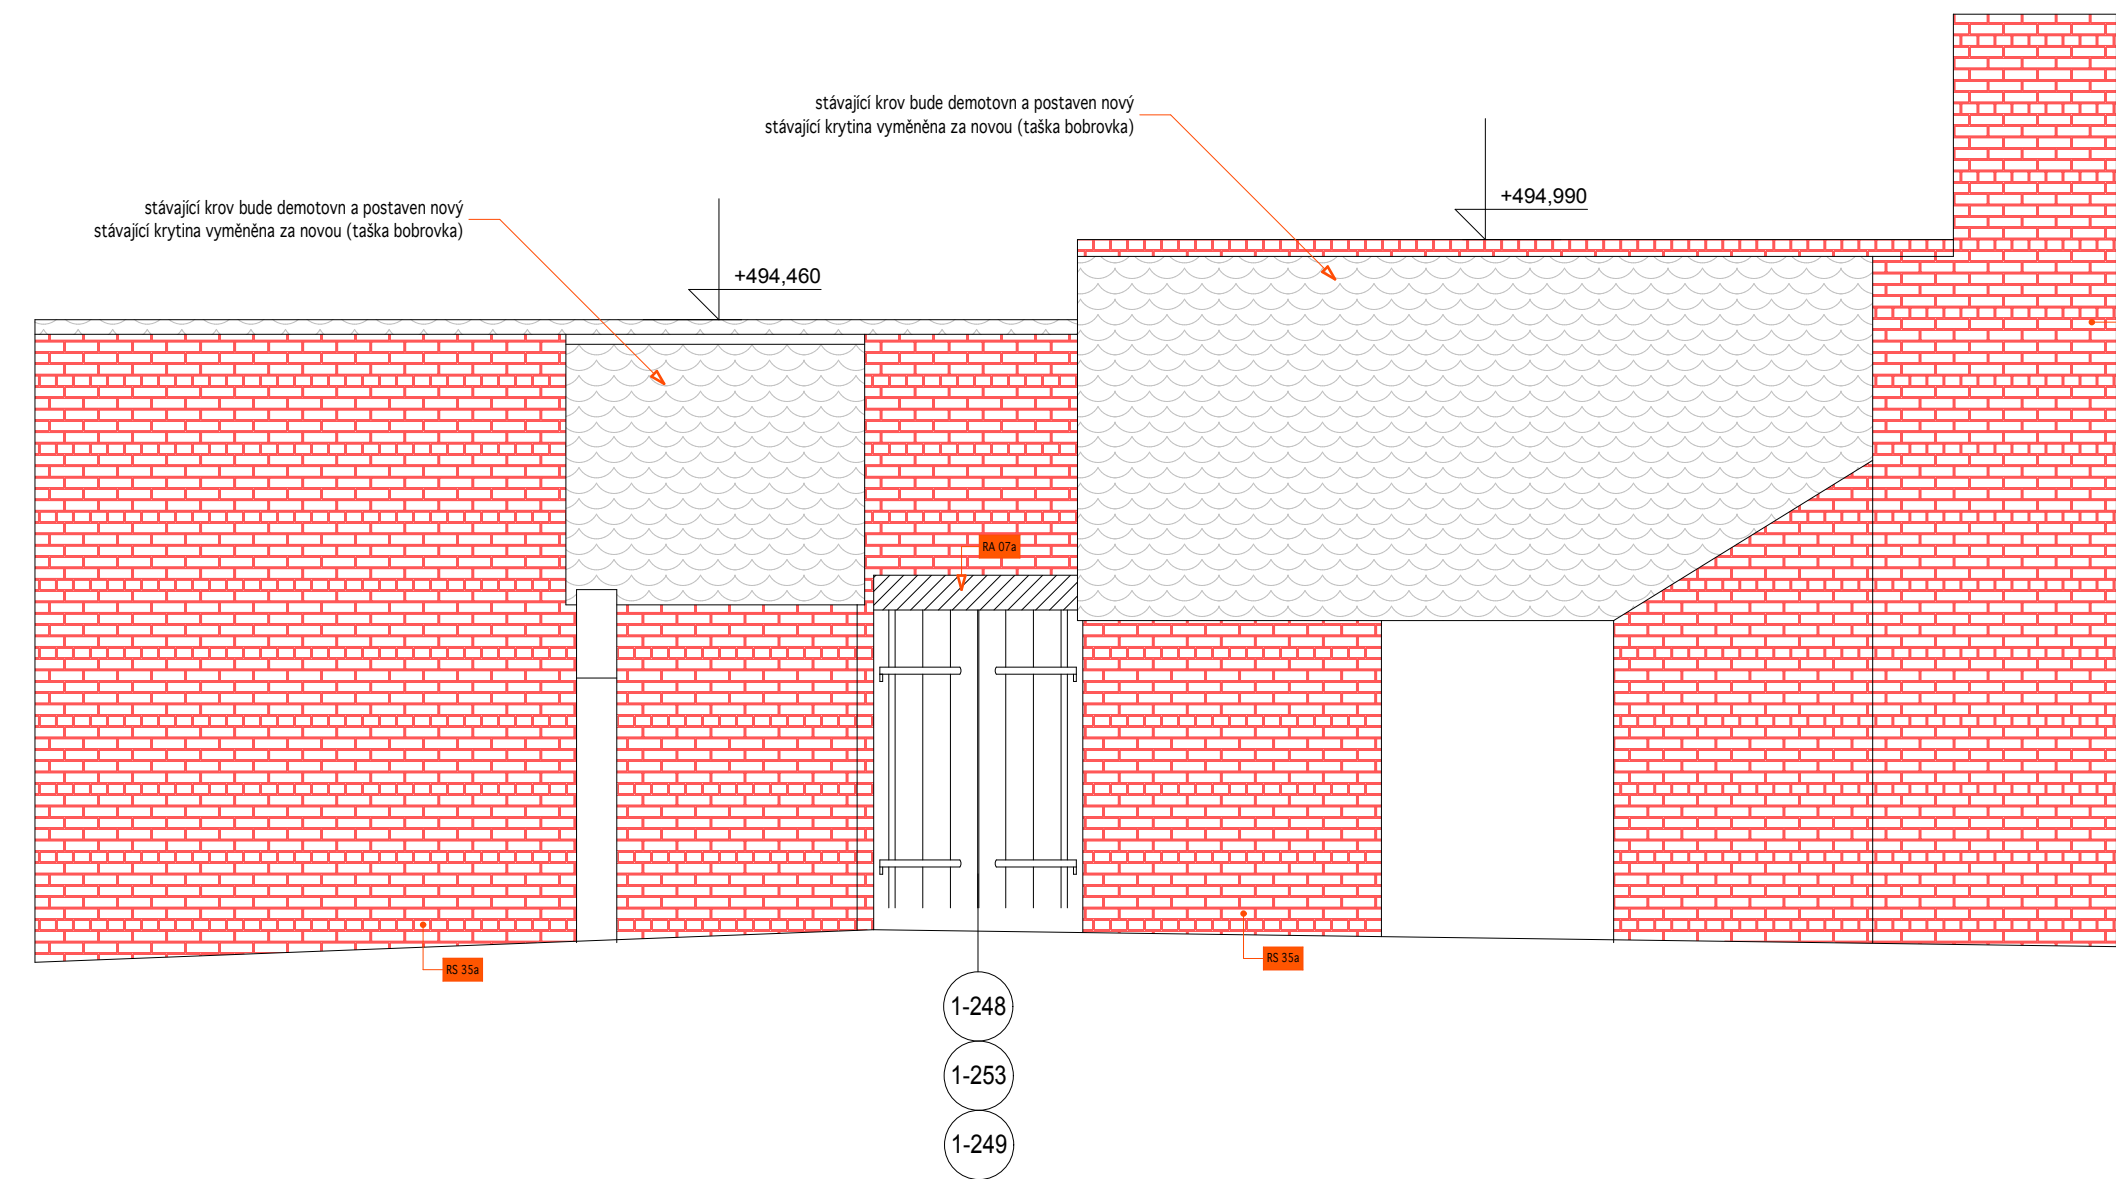 stávající krov bude demotovn a postaven nový
stávající krytina vyměněna za novou (taška bobrovka)
+494,990
stávající krov bude demotovn a postaven nový
stávající krytina vyměněna za novou (taška bobrovka)
+494,460
RA 07a
RS 35a
RS 35a
1-248
1-253
1-249